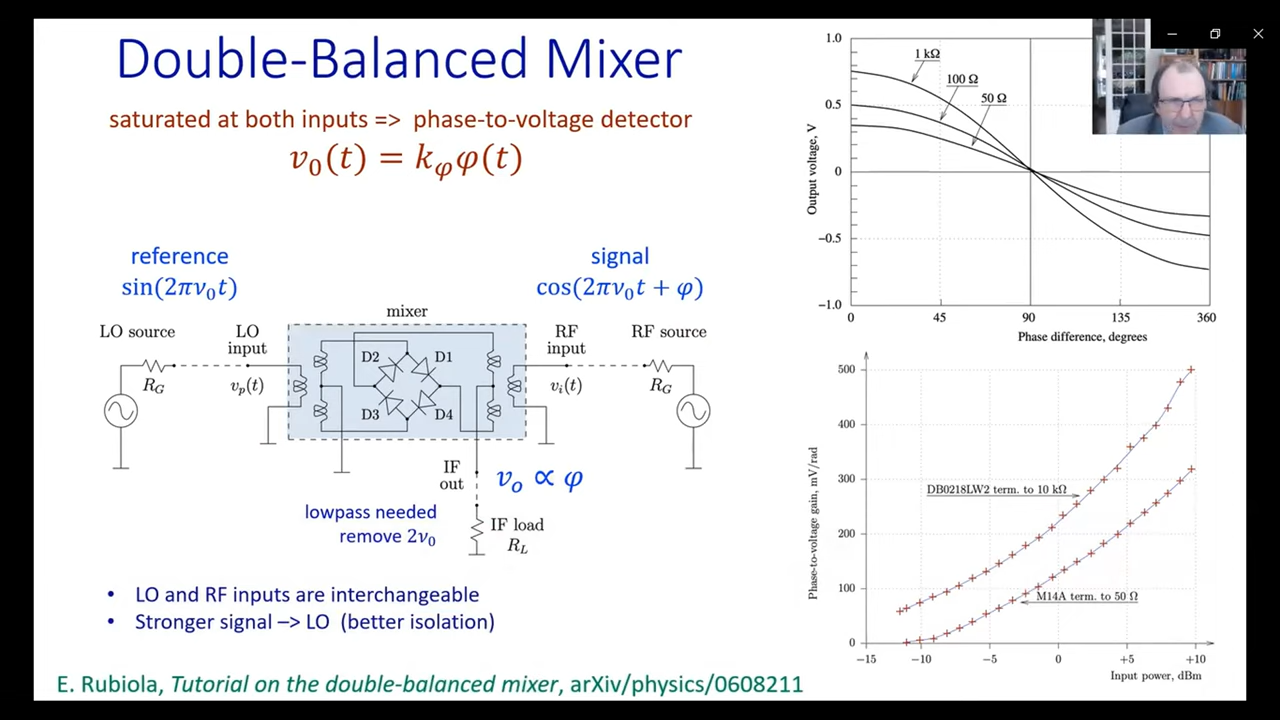 Double-Balanced Mixer
saturated at both inputs => phase-to-voltage detector
v₀(t) = k_φφ(t)
reference
sin(2πν₀t)
signal
cos(2πν₀t + φ)
mixer
LO source
LO
input
RF
input
RF source
R_G
v_p(t)
D2
D1
D3
D4
v_i(t)
R_G
IF
out
v_o ∝ φ
lowpass needed
remove 2ν₀
IF load
R_L
• LO and RF inputs are interchangeable
• Stronger signal –> LO (better isolation)
E. Rubiola, Tutorial on the double-balanced mixer, arXiv/physics/0608211
1.0
0.5
0
−0.5
−1.0
Output voltage, V
1 kΩ
100 Ω
50 Ω
0
45
90
135
360
Phase difference, degrees
500
400
300
200
100
0
Phase-to-voltage gain, mV/rad
DB0218LW2 term. to 10 kΩ
M14A term. to 50 Ω
−15
−10
−5
0
+5
+10
Input power, dBm